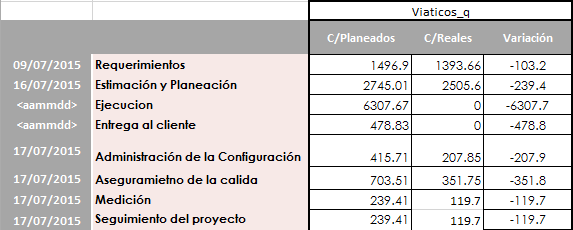 Viaticos_q
C/Planeados C/Reales Variación
09/07/2015 Requerimientos 1496.9 1393.66 -103.2
16/07/2015 Estimación y Planeación 2745.01 2505.6 -239.4
<aammdd> Ejecucion 6307.67 0 -6307.7
<aammdd> Entrega al cliente 478.83 0 -478.8
17/07/2015 Administración de la Configuración 415.71 207.85 -207.9
17/07/2015 Aseguramietno de la calida 703.51 351.75 -351.8
17/07/2015 Medición 239.41 119.7 -119.7
17/07/2015 Seguimiento del proyecto 239.41 119.7 -119.7